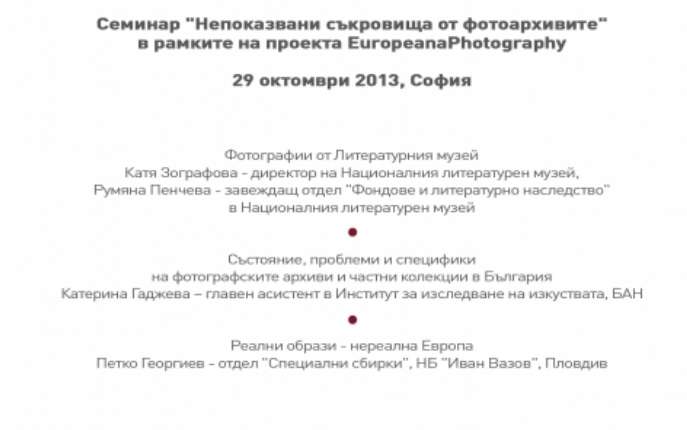 Семинар "Непоказвани съкровища от фотоархивите"
в рамките на проекта EuropeanaPhotography
29 октомври 2013, София
Фотографии от Литературния музей
Катя Зографова - директор на Националния литературен музей,
Румяна Пенчева - завеждащ отдел "Фондове и литературно наследство"
в Националния литературен музей
Състояние, проблеми и специфики
на фотографските архиви и частни колекции в България
Катерина Гаджева – главен асистент в Институт за изследване на изкуствата, БАН
Реални образи - нереална Европа
Петко Георгиев - отдел "Специални сбирки", НБ "Иван Вазов", Пловдив